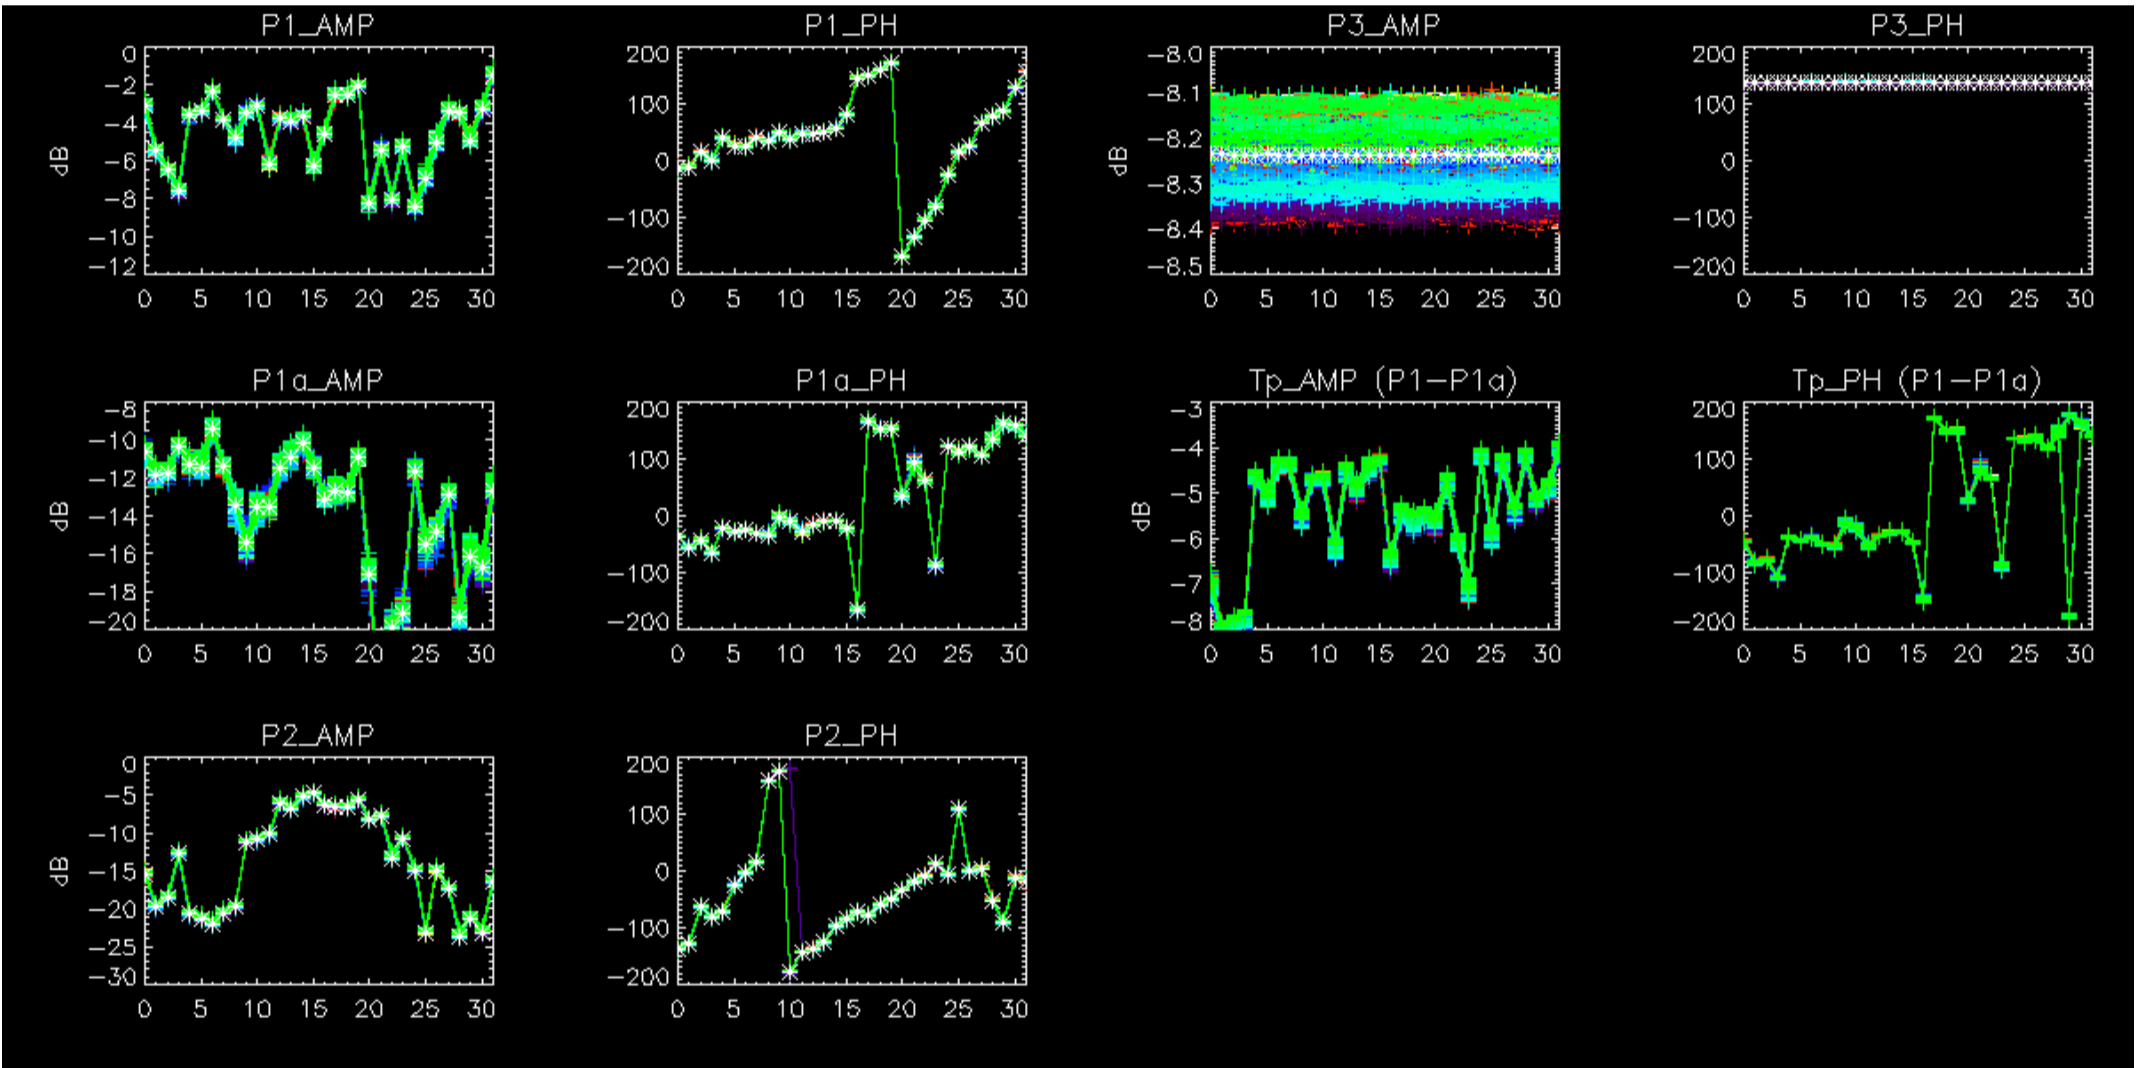 P1_AMP
0
−2
−4
−6
−8
−10
−12
dB
0 5 10 15 20 25 30
P1_PH
200
100
0
−100
−200
0 5 10 15 20 25 30
P3_AMP
−8.0
−8.1
−8.2
−8.3
−8.4
−8.5
dB
0 5 10 15 20 25 30
P3_PH
200
100
0
−100
−200
0 5 10 15 20 25 30
P1a_AMP
−8
−10
−12
−14
−16
−18
−20
dB
0 5 10 15 20 25 30
P1a_PH
200
100
0
−100
−200
0 5 10 15 20 25 30
Tp_AMP (P1−P1a)
−3
−4
−5
−6
−7
−8
dB
0 5 10 15 20 25 30
Tp_PH (P1−P1a)
200
100
0
−100
−200
0 5 10 15 20 25 30
P2_AMP
0
−5
−10
−15
−20
−25
−30
dB
0 5 10 15 20 25 30
P2_PH
200
100
0
−100
−200
0 5 10 15 20 25 30